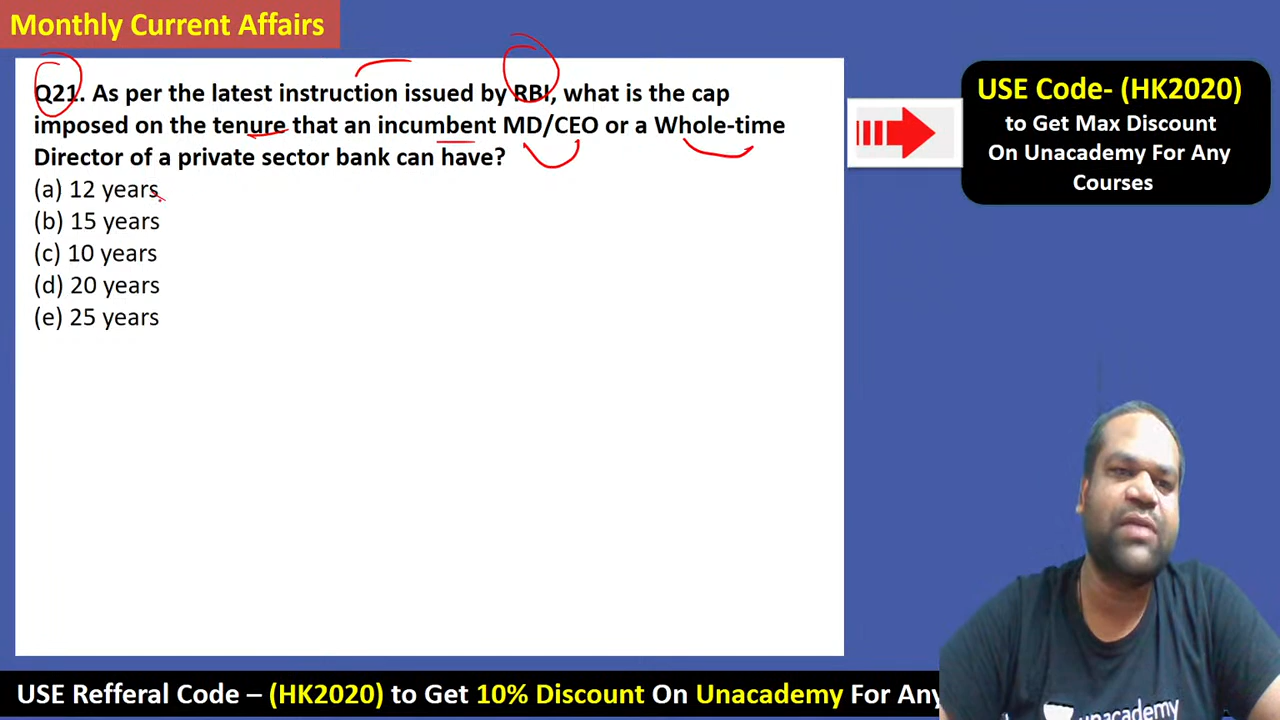 Monthly Current Affairs
Q21. As per the latest instruction issued by RBI, what is the cap
imposed on the tenure that an incumbent MD/CEO or a Whole-time
Director of a private sector bank can have?
(a) 12 years
(b) 15 years
(c) 10 years
(d) 20 years
(e) 25 years
USE Code- (HK2020)
to Get Max Discount
On Unacademy For Any
Courses
unacademy
USE Refferal Code – (HK2020) to Get 10% Discount On Unacademy For Any